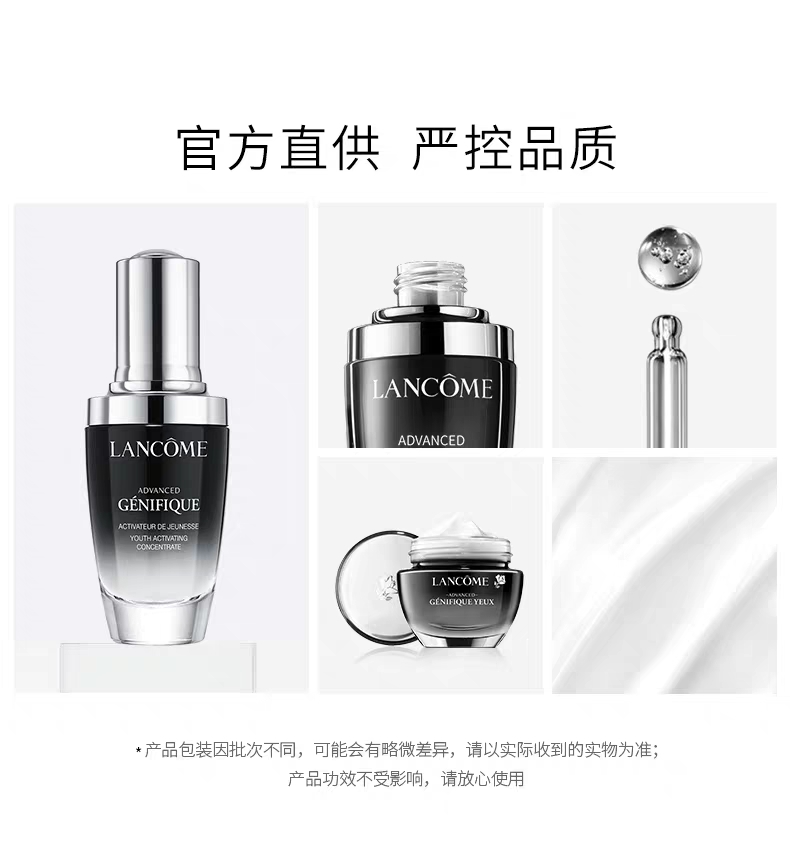 官方直供 严控品质
LANCÔME
ADVANCED
GÉNIFIQUE
ACTIVATEUR DE JEUNESSE
YOUTH ACTIVATING
CONCENTRATE
LANCÔME
ADVANCED
LANCÔME
ADVANCED
GÉNIFIQUE YEUX
*产品包装因批次不同，可能会有略微差异，请以实际收到的实物为准；
产品功效不受影响，请放心使用